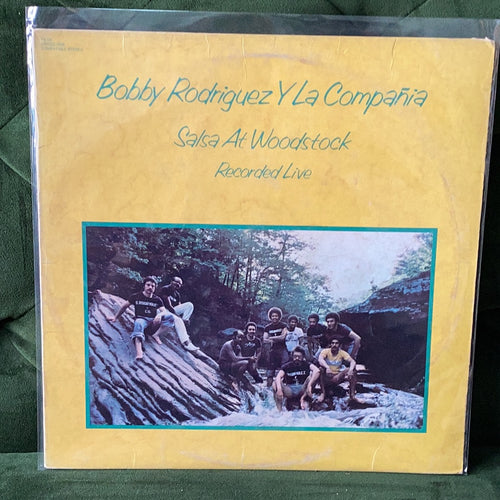 Bobby Rodriguez Y La Compañia
Salsa At Woodstock
Recorded Live